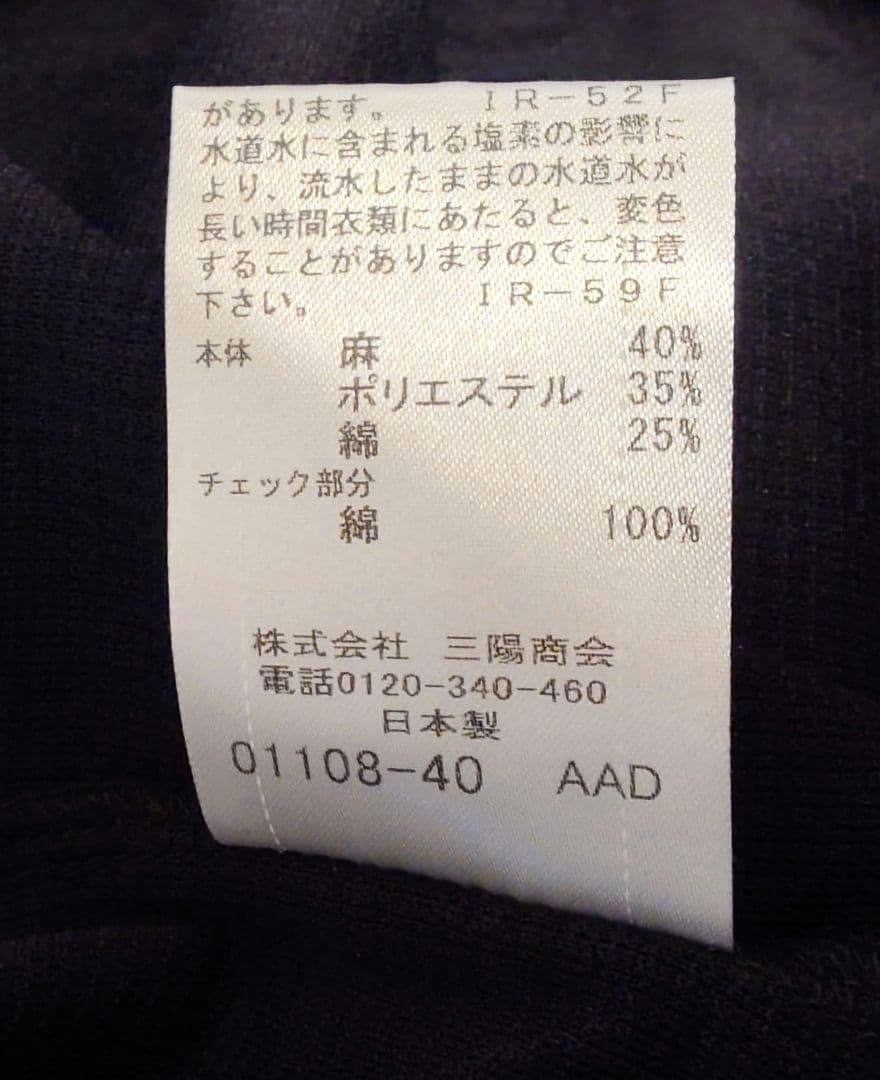 があります。 IR-52F
水道水に含まれる塩素の影響に
より、流水したままの水道水が
長い時間衣類にあたると、変色
することがありますのでご注意
下さい。 IR-59F
本体 麻 40%
ポリエステル 35%
綿 25%
チェック部分
綿 100%
株式会社 三陽商会
電話0120-340-460
日本製
01108-40 AAD